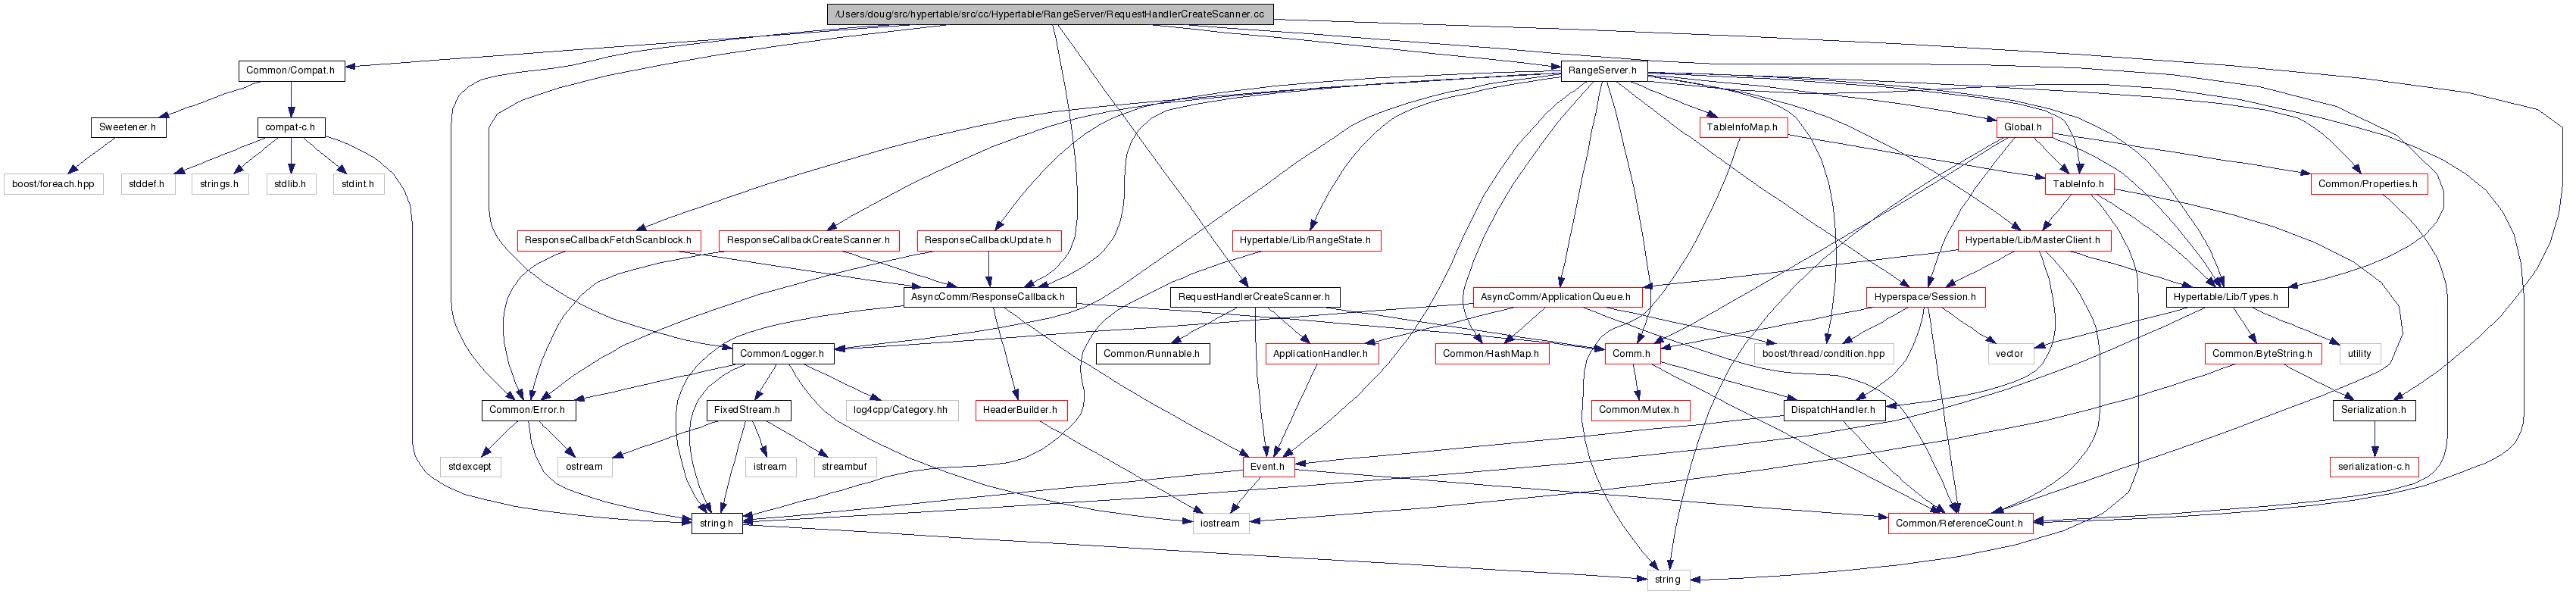 /Users/doug/src/hypertable/src/cc/Hypertable/RangeServer/RequestHandlerCreateScanner.cc
Common/Compat.h
RangeServer.h
Sweetener.h
compat-c.h
TableInfoMap.h
Global.h
boost/foreach.hpp
stddef.h
strings.h
stdlib.h
stdint.h
TableInfo.h
Common/Properties.h
ResponseCallbackFetchScanblock.h
ResponseCallbackCreateScanner.h
ResponseCallbackUpdate.h
Hypertable/Lib/RangeState.h
Hypertable/Lib/MasterClient.h
AsyncComm/ResponseCallback.h
RequestHandlerCreateScanner.h
AsyncComm/ApplicationQueue.h
Hyperspace/Session.h
Hypertable/Lib/Types.h
Common/Logger.h
Common/Runnable.h
ApplicationHandler.h
Common/HashMap.h
Comm.h
boost/thread/condition.hpp
vector
Common/ByteString.h
utility
Common/Error.h
FixedStream.h
log4cpp/Category.hh
HeaderBuilder.h
Common/Mutex.h
DispatchHandler.h
Serialization.h
stdexcept
ostream
istream
streambuf
Event.h
serialization-c.h
string.h
iostream
Common/ReferenceCount.h
string